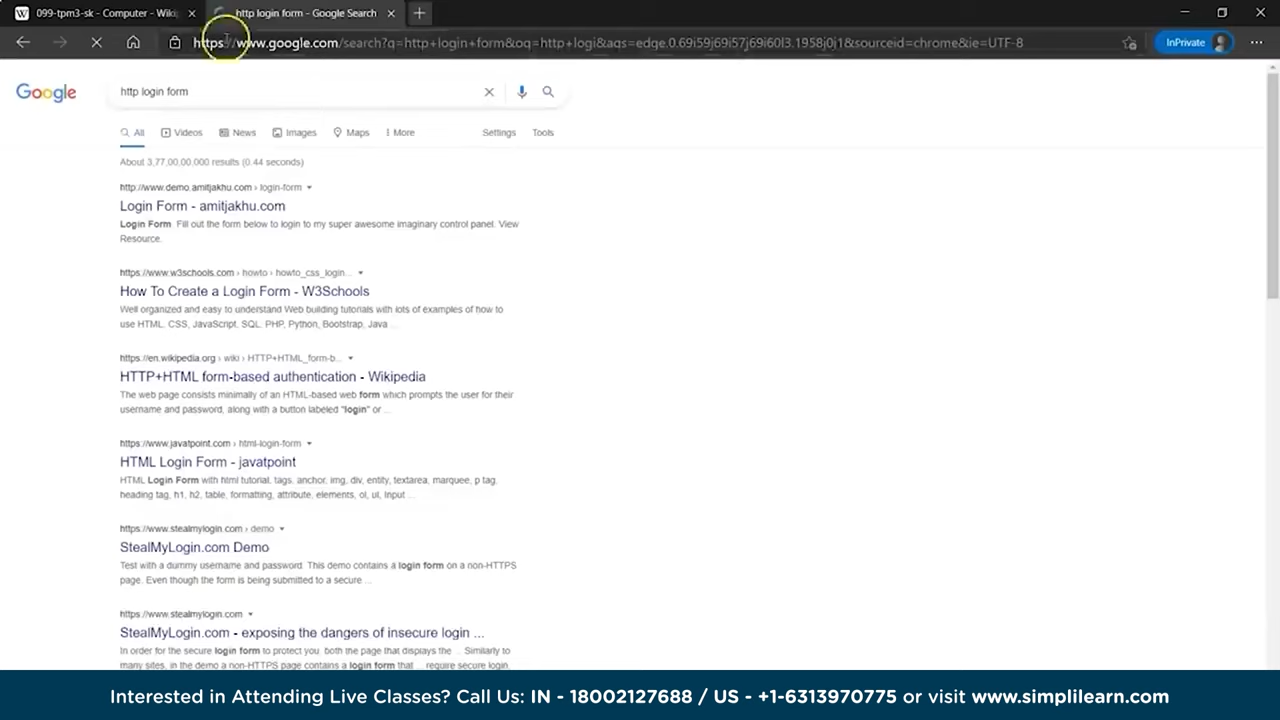 099-tpm3-sk - Computer - Wiki
http login form - Google Search
https://www.google.com/search?q=http+login+form&oq=http+logi&aqs=edge.0.69i59j69i57j69i60l3.1958j0j1&sourceid=chrome&ie=UTF-8
InPrivate
Google
http login form
All
Videos
News
Images
Maps
More
Settings
Tools
About 3,77,00,00,000 results (0.44 seconds)
http://www.demo.amitjakhu.com › login-form
Login Form - amitjakhu.com
Login Form Fill out the form below to login to my super awesome imaginary control panel. View
Resource.
https://www.w3schools.com › howto › howto_css_login...
How To Create a Login Form - W3Schools
Well organized and easy to understand Web building tutorials with lots of examples of how to
use HTML, CSS, JavaScript, SQL, PHP, Python, Bootstrap, Java ...
https://en.wikipedia.org › wiki › HTTP+HTML_form-b...
HTTP+HTML form-based authentication - Wikipedia
The web page consists minimally of an HTML-based web form which prompts the user for their
username and password, along with a button labeled "login" or ...
https://www.javatpoint.com › html-login-form
HTML Login Form - javatpoint
HTML Login Form with html tutorial, tags, anchor, img, div, entity, textarea, marquee, p tag,
heading tag, h1, h2, table, formatting, attribute, elements, ol, ul, Input ...
https://www.stealmylogin.com › demo
StealMyLogin.com Demo
Test with a dummy username and password. This demo contains a login form on a non-HTTPS
page. Even though the form is being submitted to a secure ...
https://www.stealmylogin.com
StealMyLogin.com - exposing the dangers of insecure login ...
In order for the secure login form to protect you, both the page that displays the ... Similarly to
many sites, in the demo a non-HTTPS page contains a login form that ... require secure login.
Interested in Attending Live Classes? Call Us: IN - 18002127688 / US - +1-6313970775 or visit www.simplilearn.com